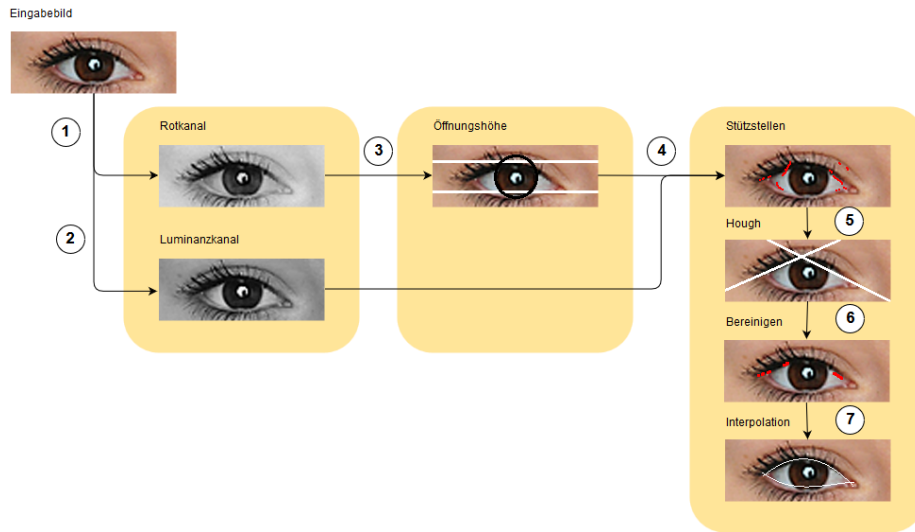 Eingabebild
1
Rotkanal
3
Öffnungshöhe
4
Stützstellen
2
Luminanzkanal
5
Hough
6
Bereinigen
7
Interpolation